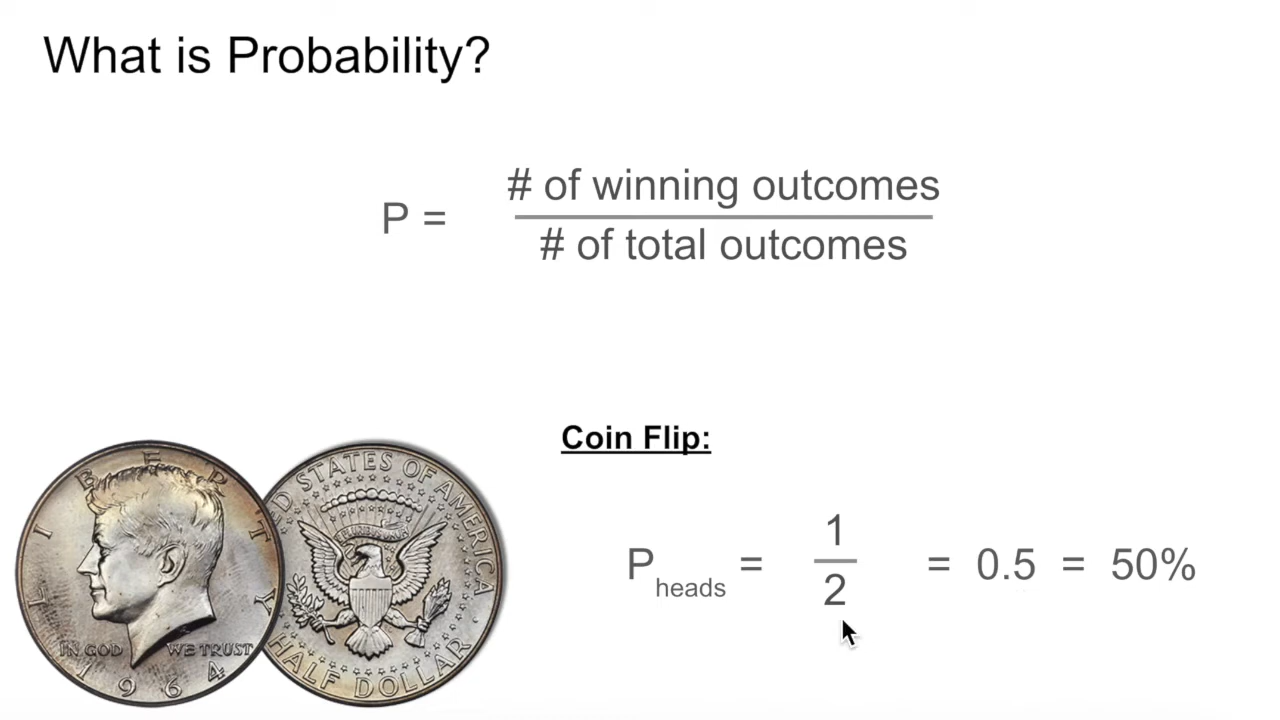 What is Probability?
P = # of winning outcomes
# of total outcomes
Coin Flip:
P heads = 1
2 = 0.5 = 50%
LIBERTY
IN GOD WE TRUST
1964
UNITED STATES OF AMERICA
HALF DOLLAR